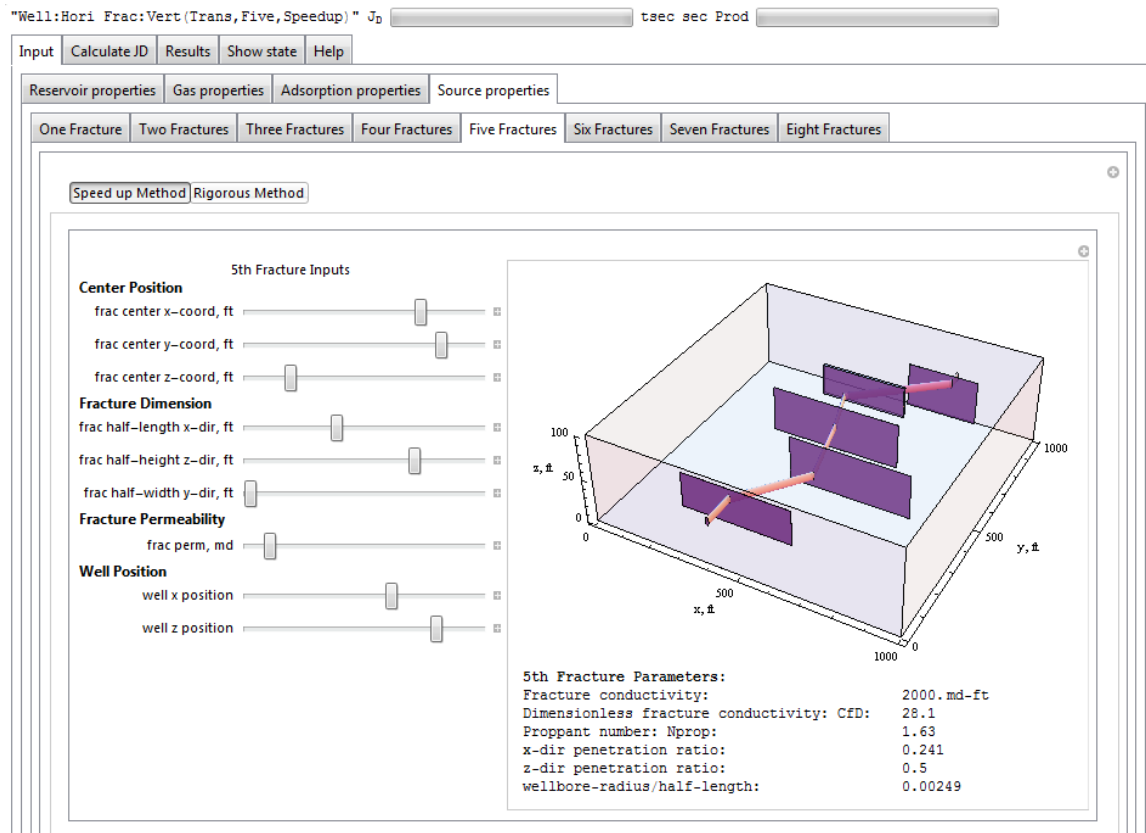 "Well:Hori Frac:Vert(Trans,Five,Speedup)" JD tsec sec Prod
Input Calculate JD Results Show state Help
Reservoir properties Gas properties Adsorption properties Source properties
One Fracture Two Fractures Three Fractures Four Fractures Five Fractures Six Fractures Seven Fractures Eight Fractures
Speed up Method Rigorous Method
5th Fracture Inputs
Center Position
frac center x-coord, ft
frac center y-coord, ft
frac center z-coord, ft
Fracture Dimension
frac half-length x-dir, ft
frac half-height z-dir, ft
frac half-width y-dir, ft
Fracture Permeability
frac perm, md
Well Position
well x position
well z position
100
z, ft
50
0
0
500
x, ft
1000
0
500
y, ft
1000
5th Fracture Parameters:
Fracture conductivity: 2000. md-ft
Dimensionless fracture conductivity: CfD: 28.1
Proppant number: Nprop: 1.63
x-dir penetration ratio: 0.241
z-dir penetration ratio: 0.5
wellbore-radius/half-length: 0.00249